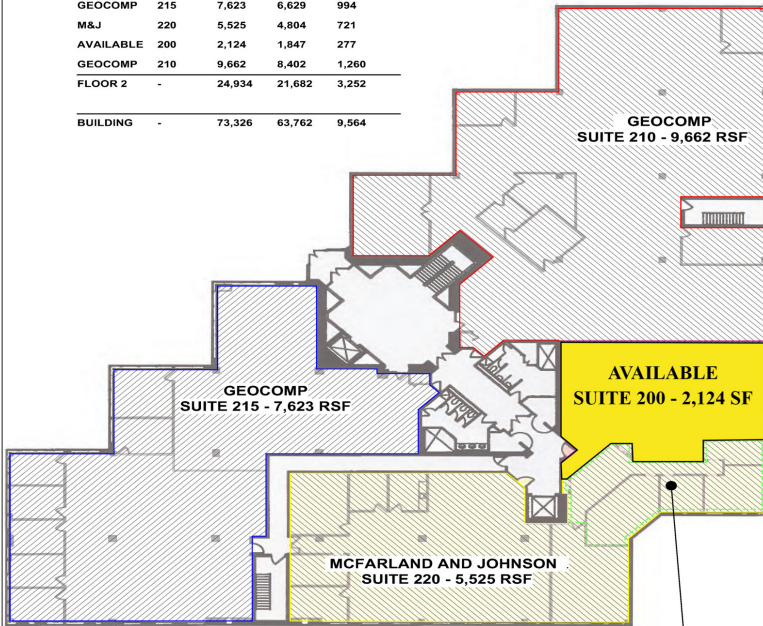 GEOCOMP 215 7,623 6,629 994
M&J 220 5,525 4,804 721
AVAILABLE 200 2,124 1,847 277
GEOCOMP 210 9,662 8,402 1,260
FLOOR 2 - 24,934 21,682 3,252
BUILDING - 73,326 63,762 9,564
GEOCOMP
SUITE 210 - 9,662 RSF
AVAILABLE
SUITE 200 - 2,124 SF
GEOCOMP
SUITE 215 - 7,623 RSF
MCFARLAND AND JOHNSON
SUITE 220 - 5,525 RSF